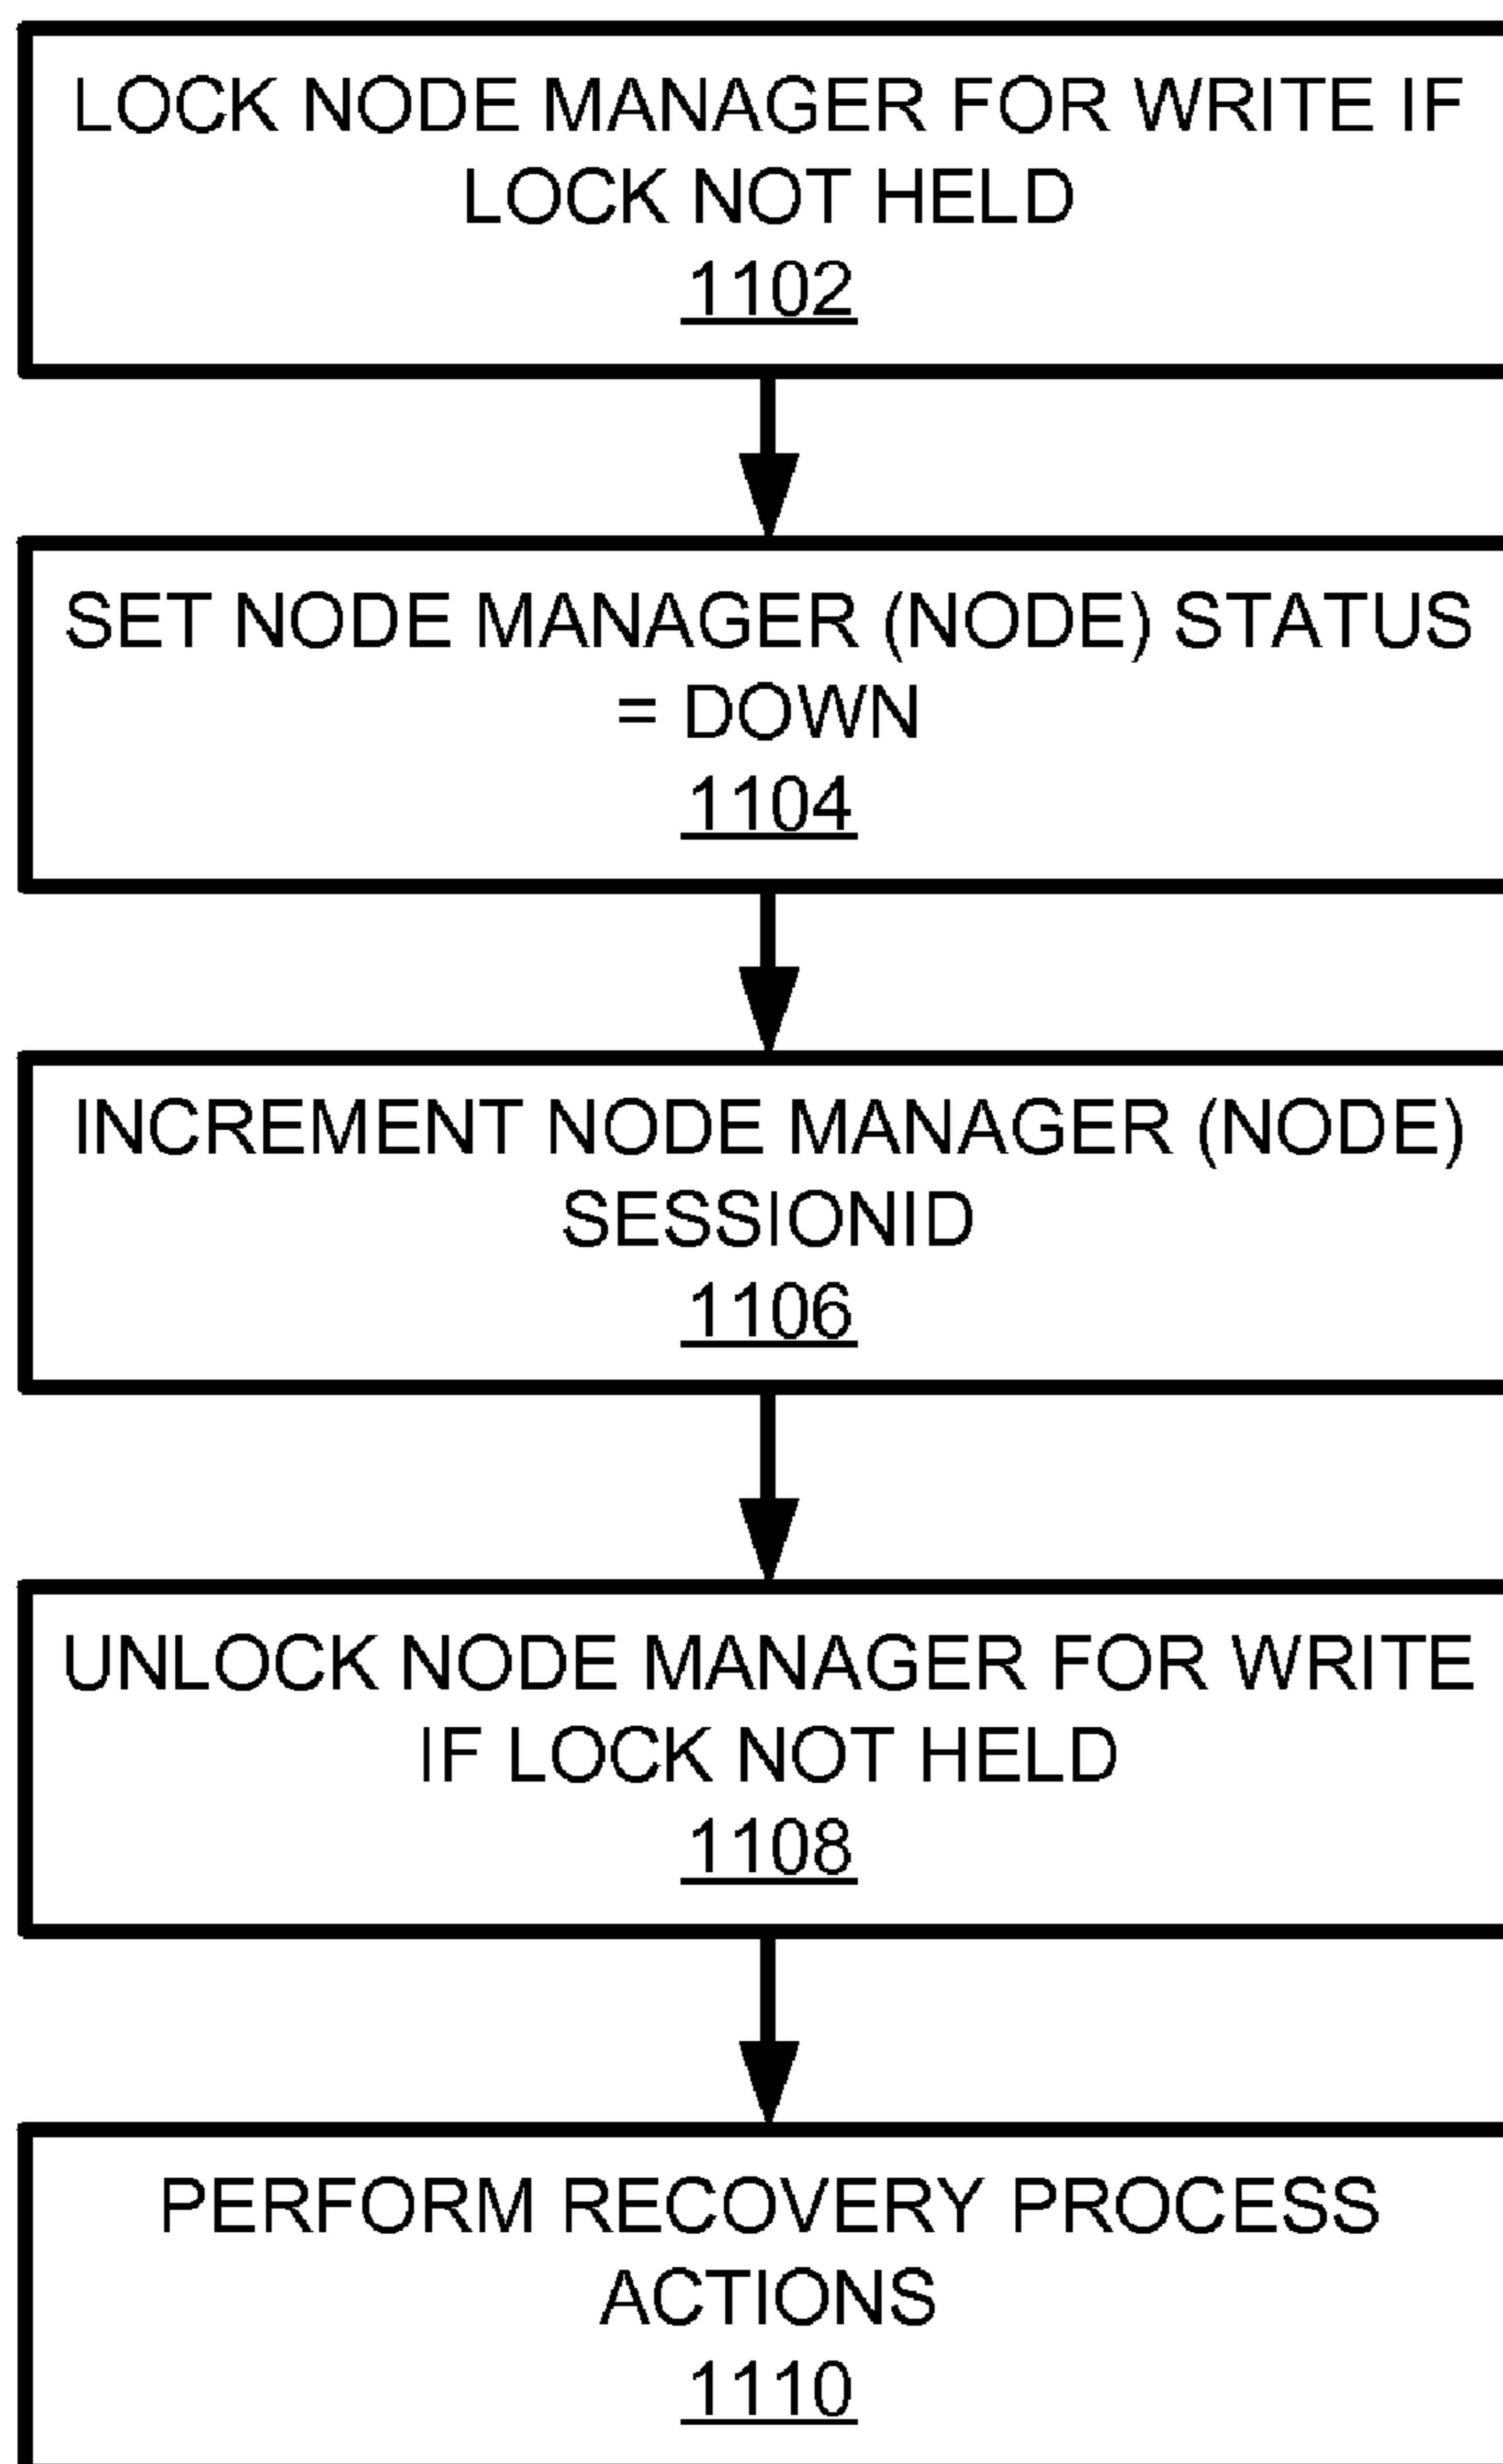 LOCK NODE MANAGER FOR WRITE IF
LOCK NOT HELD
1102
SET NODE MANAGER (NODE) STATUS
= DOWN
1104
INCREMENT NODE MANAGER (NODE)
SESSIONID
1106
UNLOCK NODE MANAGER FOR WRITE
IF LOCK NOT HELD
1108
PERFORM RECOVERY PROCESS
ACTIONS
1110